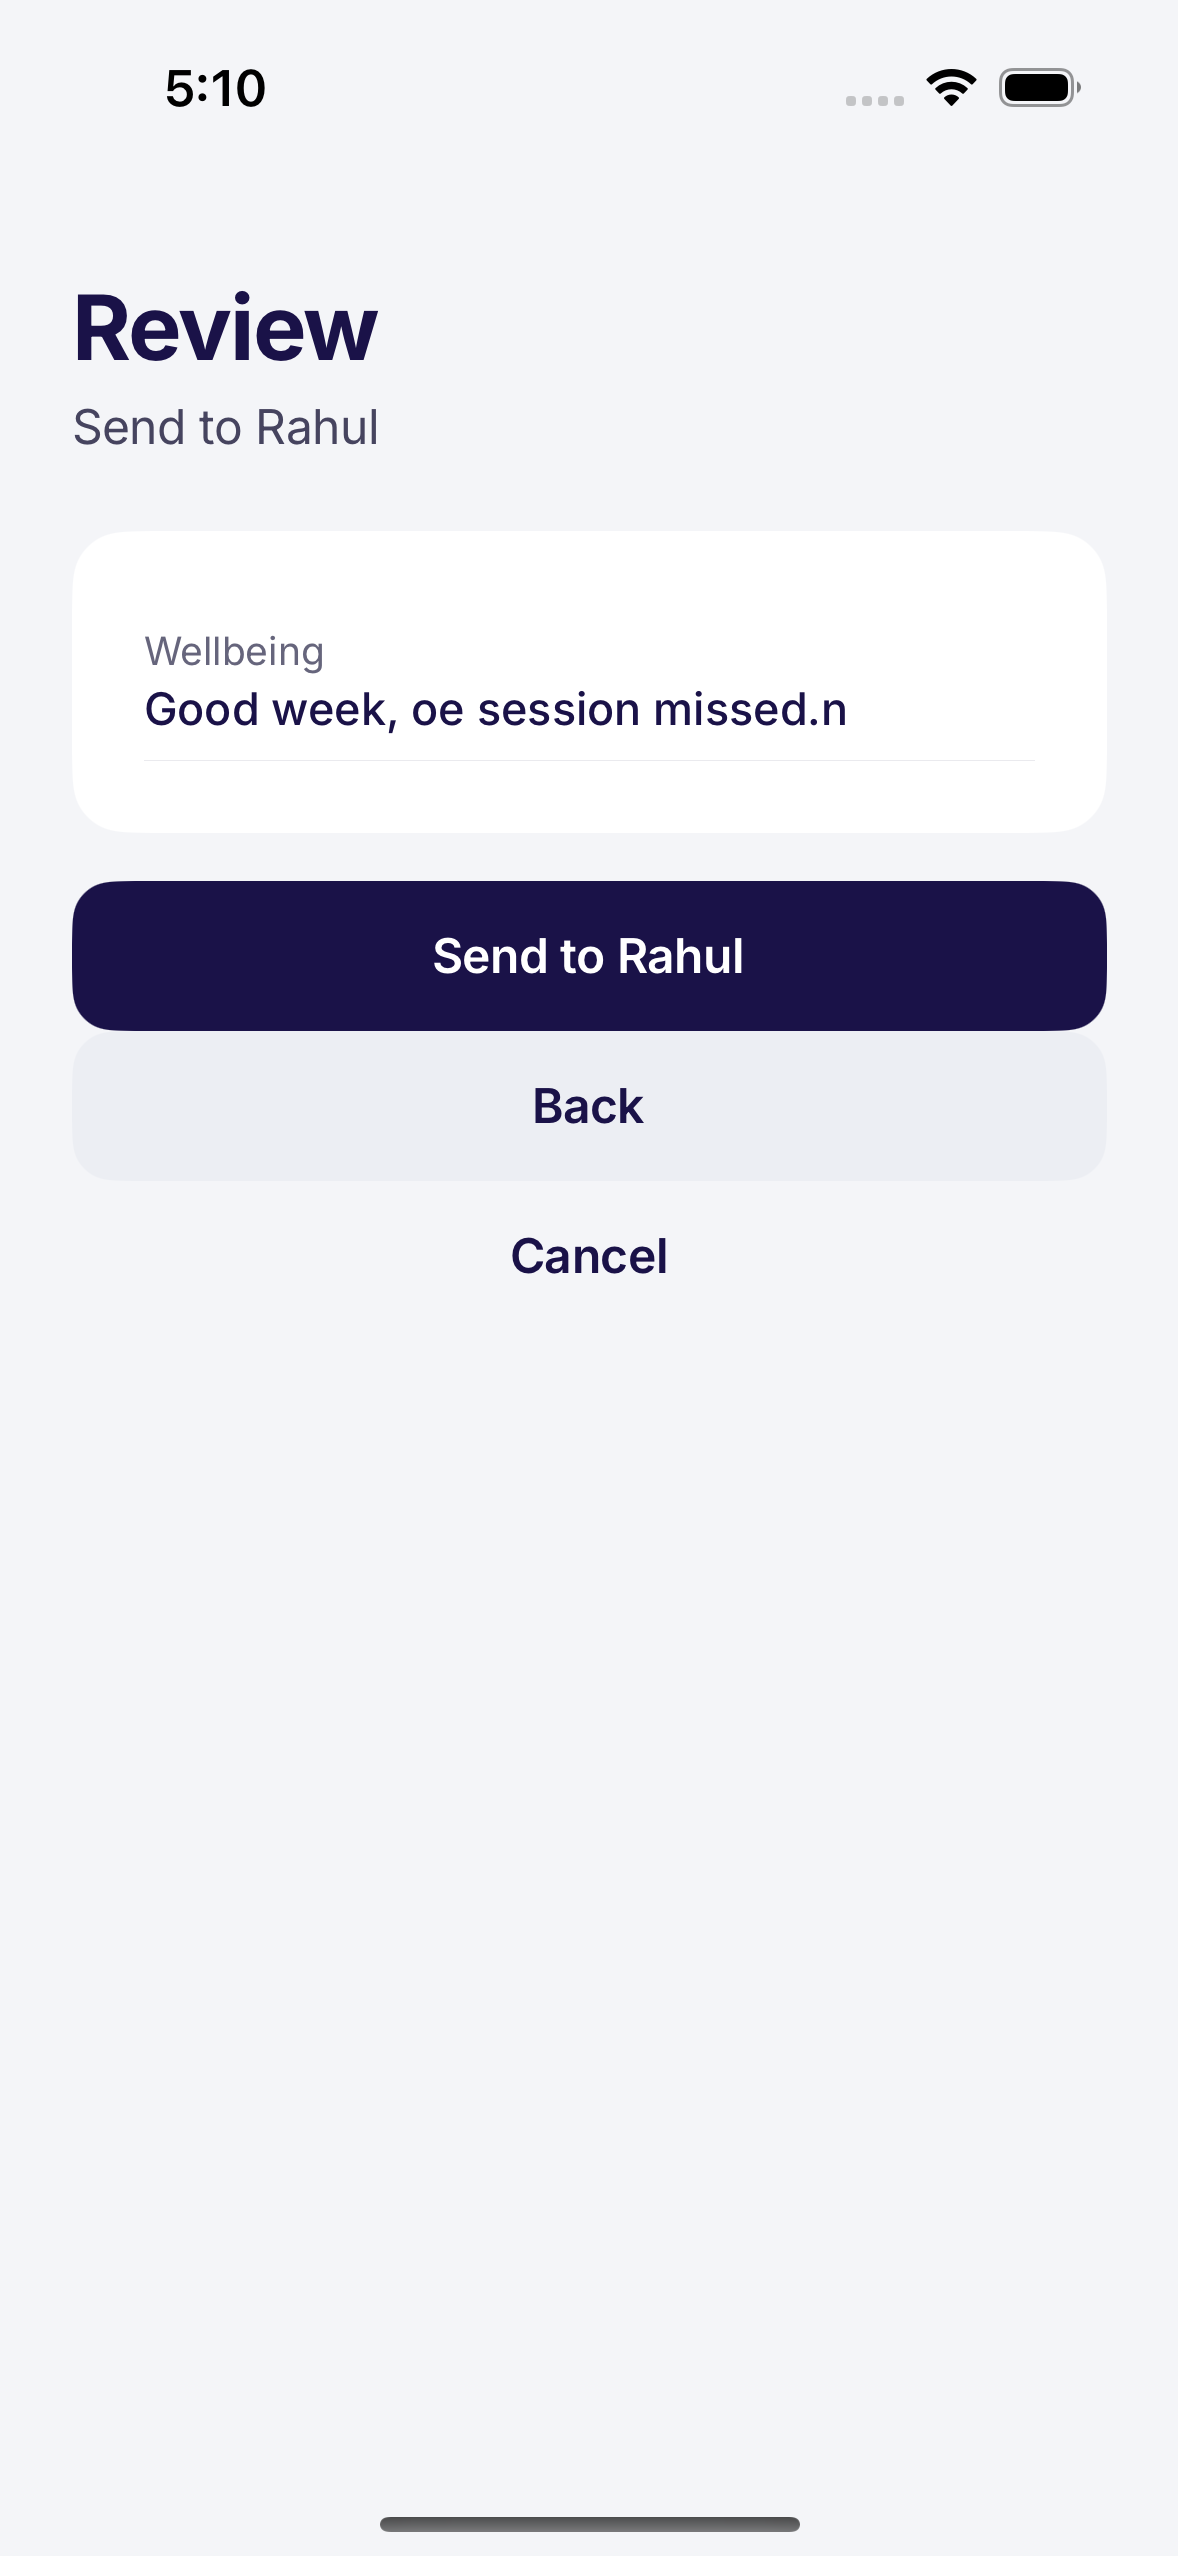 5:10
Review
Send to Rahul
Wellbeing
Good week, oe session missed.n
Send to Rahul
Back
Cancel